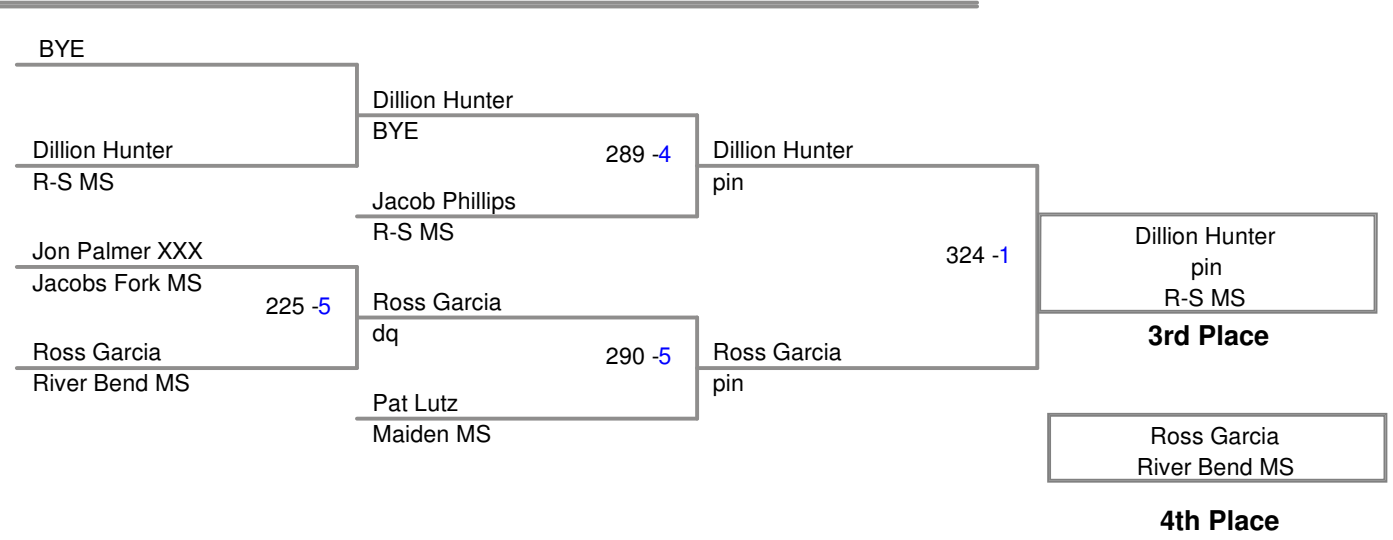 BYE
Dillion Hunter
R-S MS
Jon Palmer XXX
Jacobs Fork MS
225 -5
Ross Garcia
River Bend MS
Dillion Hunter
BYE
289 -4
Jacob Phillips
R-S MS
Ross Garcia
dq
290 -5
Pat Lutz
Maiden MS
Dillion Hunter
pin
324 -1
Ross Garcia
pin
Dillion Hunter
pin
R-S MS
3rd Place
Ross Garcia
River Bend MS
4th Place